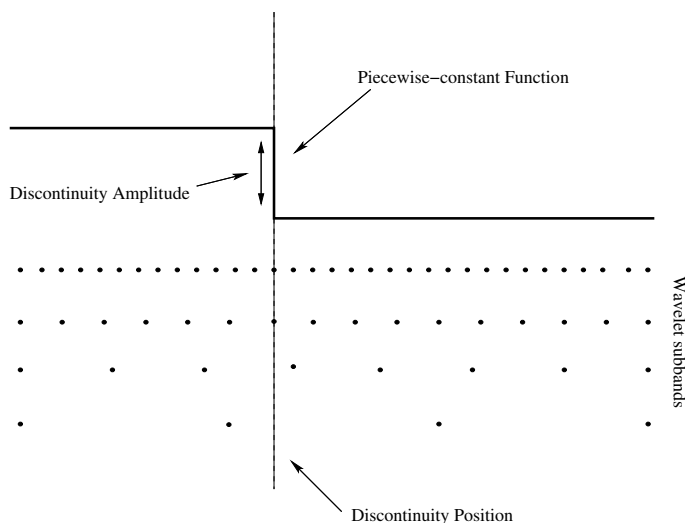 Piecewise−constant Function
Discontinuity Amplitude
Wavelet subbands
Discontinuity Position